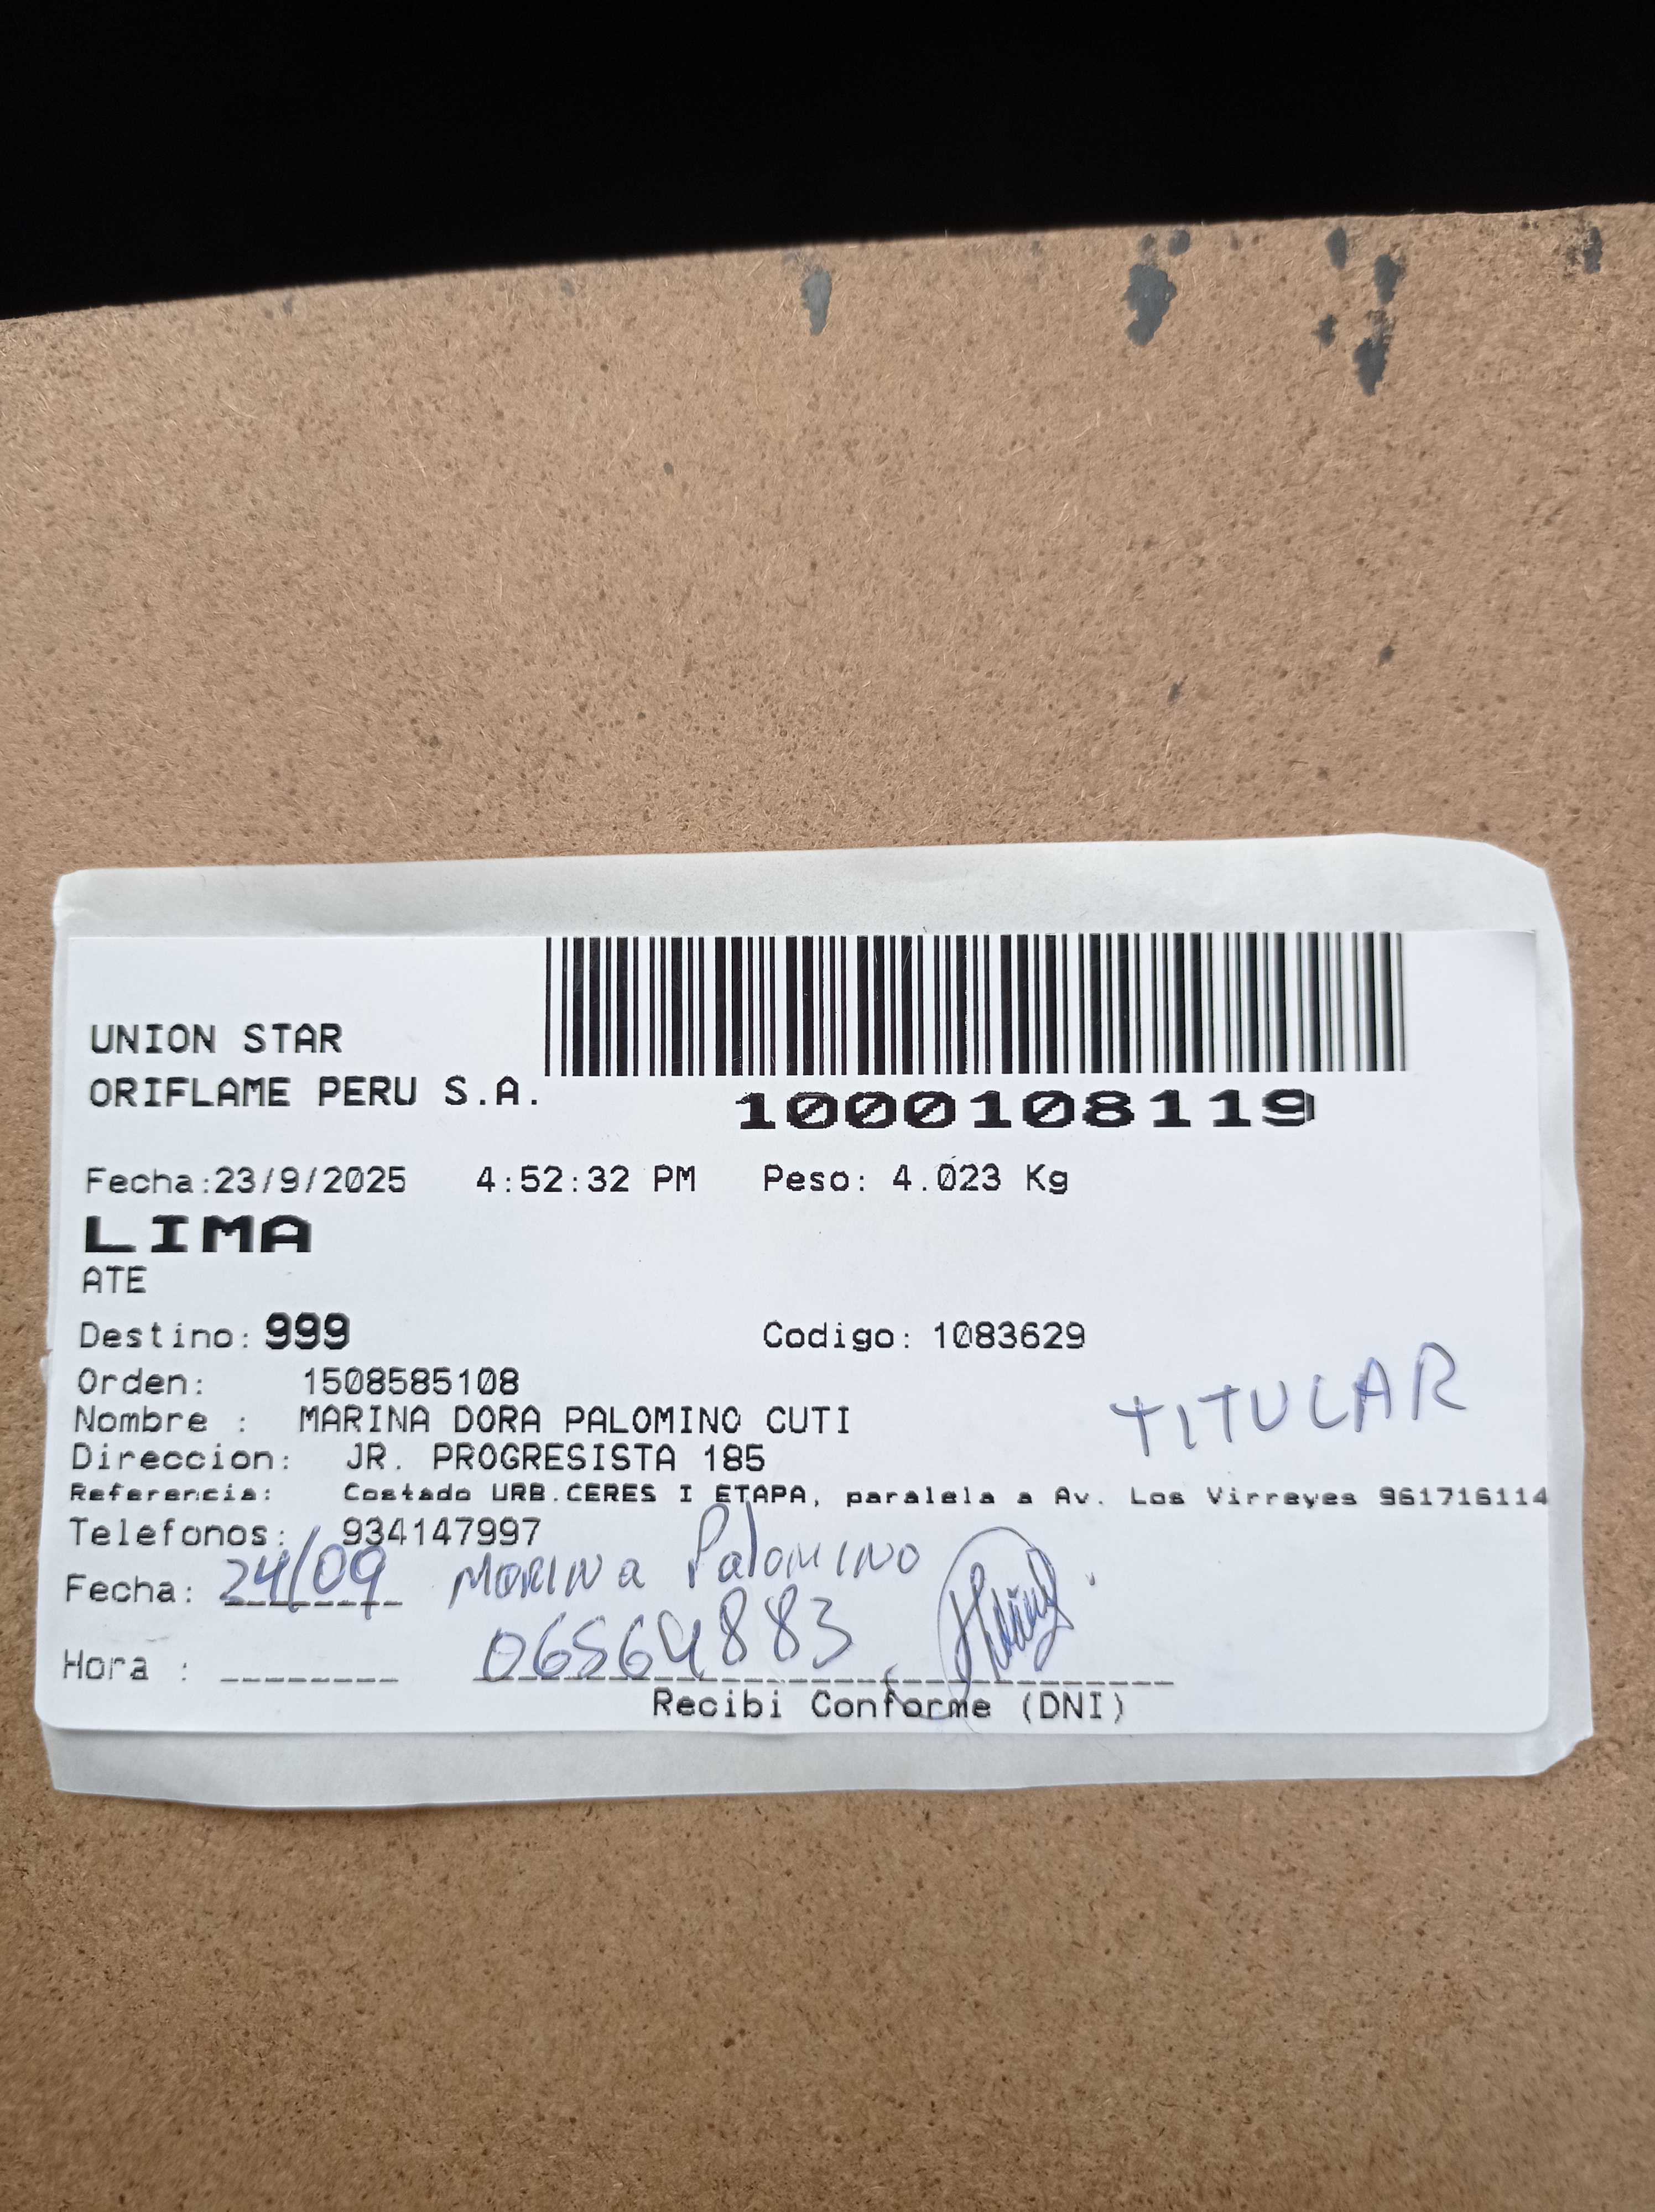 UNION STAR
ORIFLAME PERU S.A.
1000108119
Fecha:23/9/2025 4:52:32 PM Peso: 4.023 Kg
LIMA
ATE
Destino: 999 Codigo: 1083629
Orden: 1508585108
TITULAR
Nombre : MARINA DORA PALOMINO CUTI
Direccion: JR. PROGRESISTA 185
Referencia: Costado URB.CERES I ETAPA, paralela a Av. Los Virreyes 961716114
Telefonos: 934147997
Fecha: 24/09 MARINA Palomino
Hora : 06564883
Recibi Conforme (DNI)